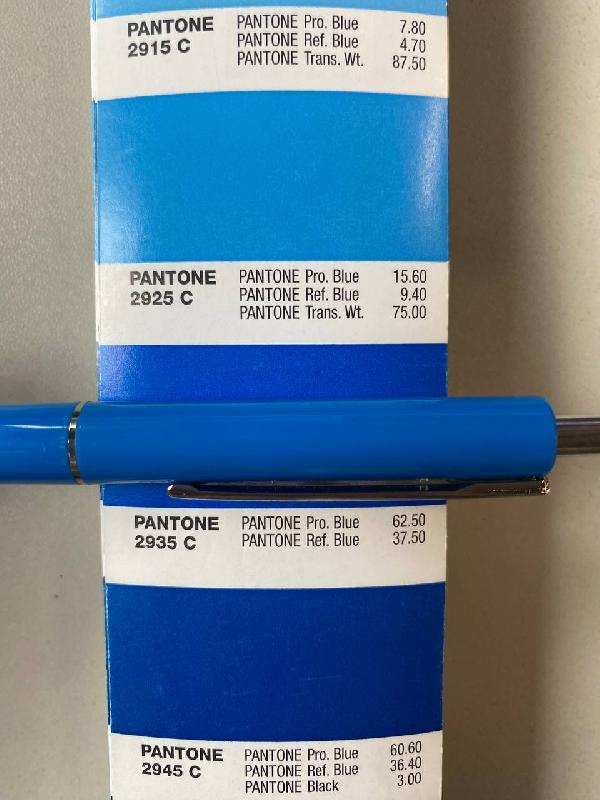 PANTONE PANTONE Pro. Blue 7.80
2915 C PANTONE Ref. Blue 4.70
PANTONE Trans. Wt. 87.50
PANTONE PANTONE Pro. Blue 15.60
2925 C PANTONE Ref. Blue 9.40
PANTONE Trans. Wt. 75.00
PANTONE PANTONE Pro. Blue 62.50
2935 C PANTONE Ref. Blue 37.50
PANTONE PANTONE Pro. Blue 60.60
2945 C PANTONE Ref. Blue 36.40
PANTONE Black 3.00